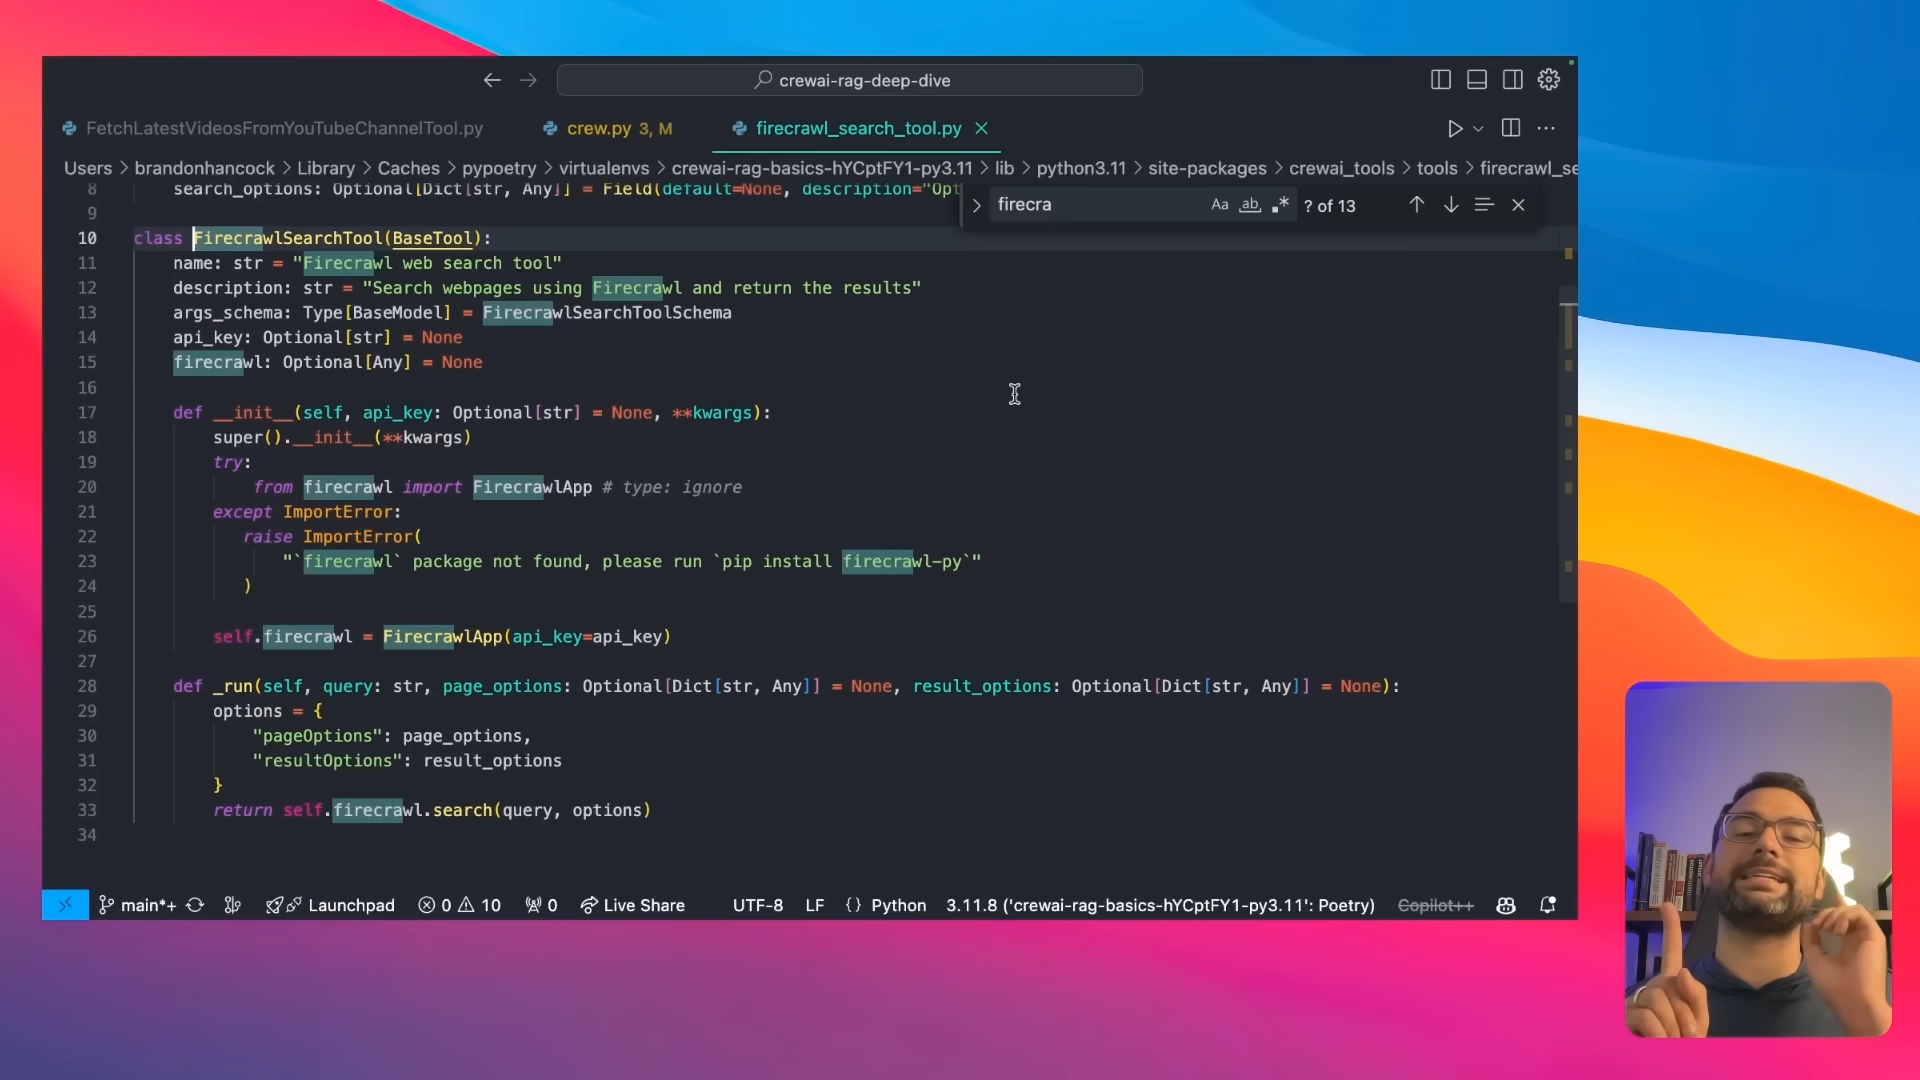 crewai-rag-deep-dive
FetchLatestVideosFromYouTubeChannelTool.py
crew.py 3, M
firecrawl_search_tool.py
Users > brandonhancock > Library > Caches > pypoetry > virtualenvs > crewai-rag-basics-hYCptFY1-py3.11 > lib > python3.11 > site-packages > crewai_tools > tools > firecrawl_se
firecra
Aa ab .* ? of 13
8 search_options: Optional[Dict[str, Any]] = Field(default=None, description="Opt
9
10 class FirecrawlSearchTool(BaseTool):
11 name: str = "Firecrawl web search tool"
12 description: str = "Search webpages using Firecrawl and return the results"
13 args_schema: Type[BaseModel] = FirecrawlSearchToolSchema
14 api_key: Optional[str] = None
15 firecrawl: Optional[Any] = None
16
17 def __init__(self, api_key: Optional[str] = None, **kwargs):
18 super().__init__(**kwargs)
19 try:
20 from firecrawl import FirecrawlApp # type: ignore
21 except ImportError:
22 raise ImportError(
23 "`firecrawl` package not found, please run `pip install firecrawl-py`"
24 )
25
26 self.firecrawl = FirecrawlApp(api_key=api_key)
27
28 def _run(self, query: str, page_options: Optional[Dict[str, Any]] = None, result_options: Optional[Dict[str, Any]] = None):
29 options = {
30 "pageOptions": page_options,
31 "resultOptions": result_options
32 }
33 return self.firecrawl.search(query, options)
34
main*+ Launchpad 0 10 0 Live Share UTF-8 LF {} Python 3.11.8 ('crewai-rag-basics-hYCptFY1-py3.11': Poetry) Copilot++